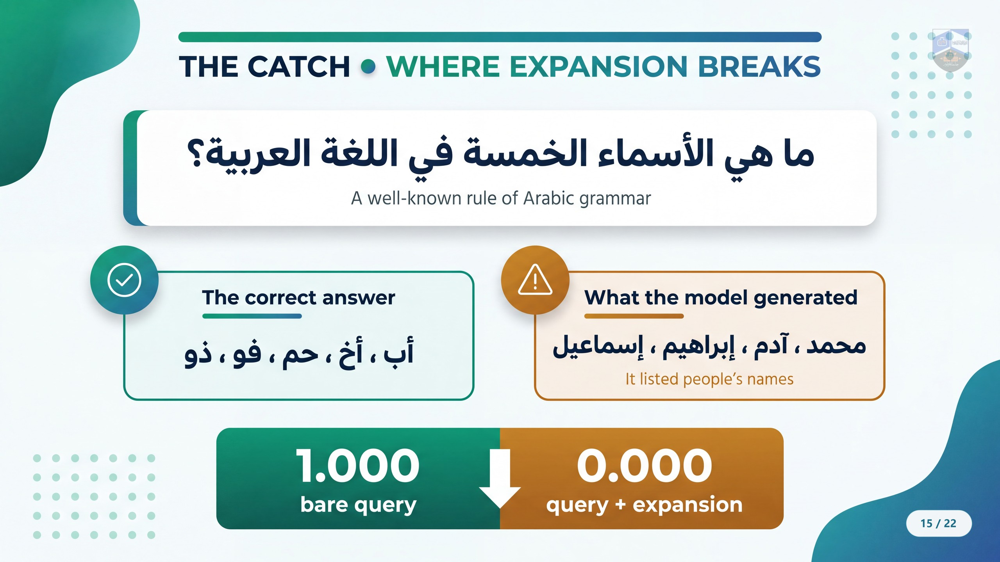 THE CATCH • WHERE EXPANSION BREAKS
ما هي الأسماء الخمسة في اللغة العربية؟
A well-known rule of Arabic grammar
The correct answer
أب ، أخ ، حم ، فو ، ذو
What the model generated
محمد ، آدم ، إبراهيم ، إسماعيل
It listed people’s names
1.000
bare query
0.000
query + expansion
15 / 22